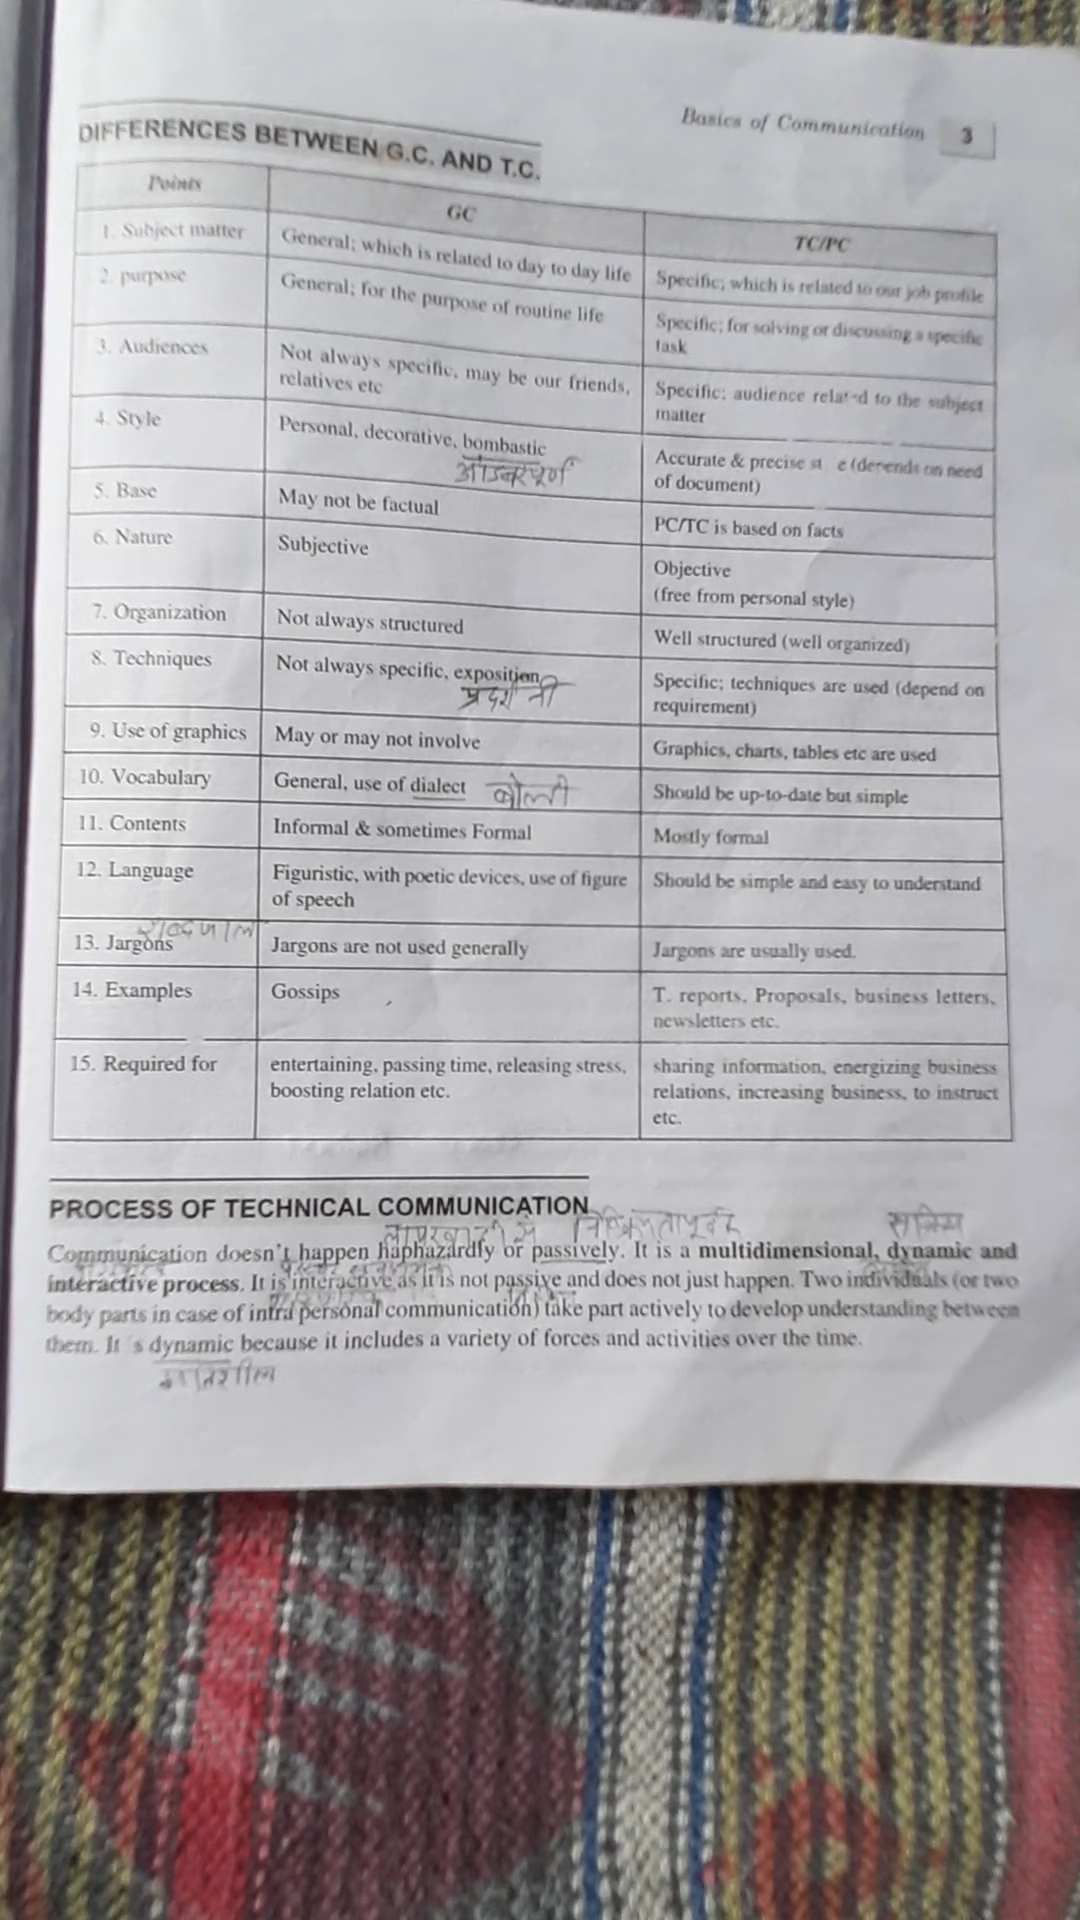 Basics of Communication 3
DIFFERENCES BETWEEN G.C. AND T.C.
Points GC TC/PC
1. Subject matter General; which is related to day to day life Specific; which is related to our job profile
2. purpose General; for the purpose of routine life Specific; for solving or discussing a specific
task
3. Audiences Not always specific, may be our friends,
relatives etc
Specific; audience related to the subject
matter
4. Style Personal, decorative, bombastic
Accurate & precise (depends on need
of document)
5. Base May not be factual PC/TC is based on facts
6. Nature Subjective Objective
(free from personal style)
7. Organization Not always structured Well structured (well organized)
8. Techniques Not always specific, exposition
प्रदर्शनी
Specific; techniques are used (depend on
requirement)
9. Use of graphics May or may not involve Graphics, charts, tables etc are used
10. Vocabulary General, use of dialect बोली Should be up-to-date but simple
11. Contents Informal & sometimes Formal Mostly formal
12. Language Figuristic, with poetic devices, use of figure
of speech
Should be simple and easy to understand
शब्दजाल
13. Jargons Jargons are not used generally Jargons are usually used.
14. Examples Gossips T. reports, Proposals, business letters,
newsletters etc.
15. Required for entertaining, passing time, releasing stress,
boosting relation etc.
sharing information, energizing business
relations, increasing business, to instruct
etc.
PROCESS OF TECHNICAL COMMUNICATION
लापरवाही से निष्क्रियतापूर्वक सक्रिय
Communication doesn't happen haphazardly or passively. It is a multidimensional, dynamic and
interactive process. It is interactive as it is not passive and does not just happen. Two individuals (or two
body parts in case of intra personal communication) take part actively to develop understanding between
them. It s dynamic because it includes a variety of forces and activities over the time.
गतिशील